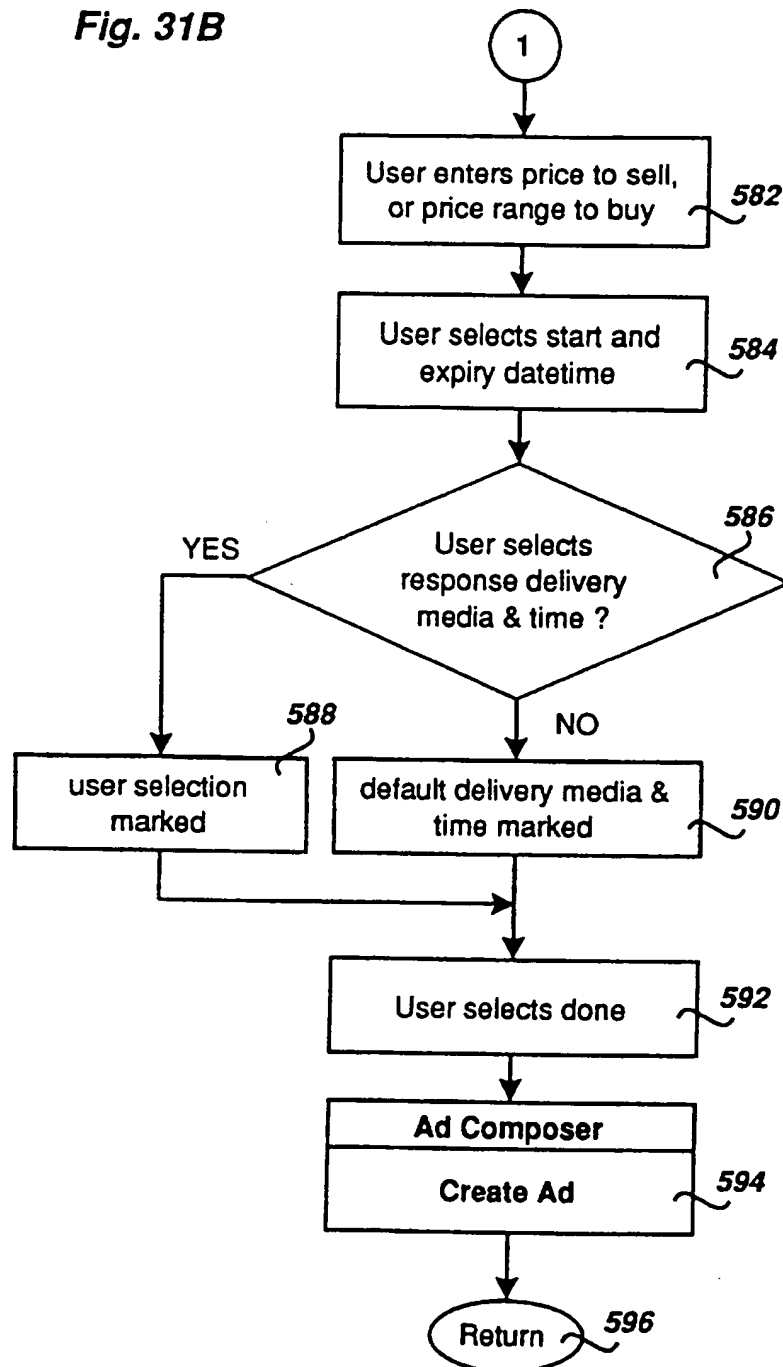 Fig. 31B
1
User enters price to sell,
or price range to buy
582
User selects start and
expiry datetime
584
586
YES
User selects
response delivery
media & time ?
588
NO
user selection
marked
default delivery media &
time marked
590
User selects done
592
Ad Composer
Create Ad
594
Return
596